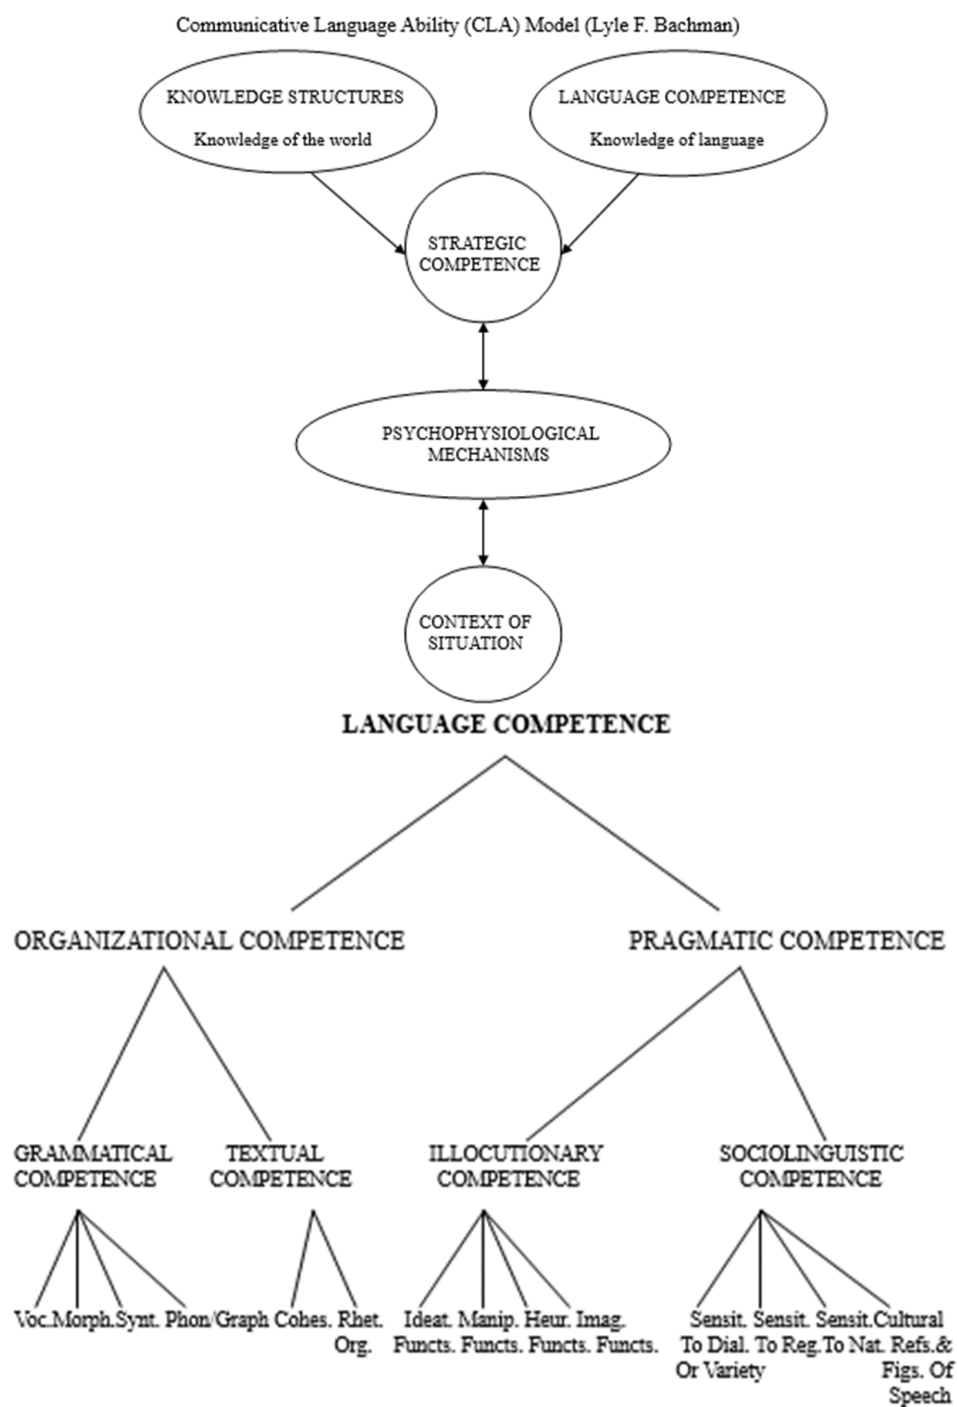 Communicative Language Ability (CLA) Model (Lyle F. Bachman)
KNOWLEDGE STRUCTURES
Knowledge of the world
LANGUAGE COMPETENCE
Knowledge of language
STRATEGIC
COMPETENCE
PSYCHOPHYSIOLOGICAL
MECHANISMS
CONTEXT OF
SITUATION
LANGUAGE COMPETENCE
ORGANIZATIONAL COMPETENCE
PRAGMATIC COMPETENCE
GRAMMATICAL
COMPETENCE
TEXTUAL
COMPETENCE
ILLOCUTIONARY
COMPETENCE
SOCIOLINGUISTIC
COMPETENCE
Voc. Morph. Synt. Phon/Graph
Cohes. Rhet.
Org.
Ideat. Manip. Heur. Imag.
Functs. Functs. Functs. Functs.
Sensit. Sensit. Sensit. Cultural
To Dial. To Reg. To Nat. Refs.&
Or Variety Figs. Of
Speech